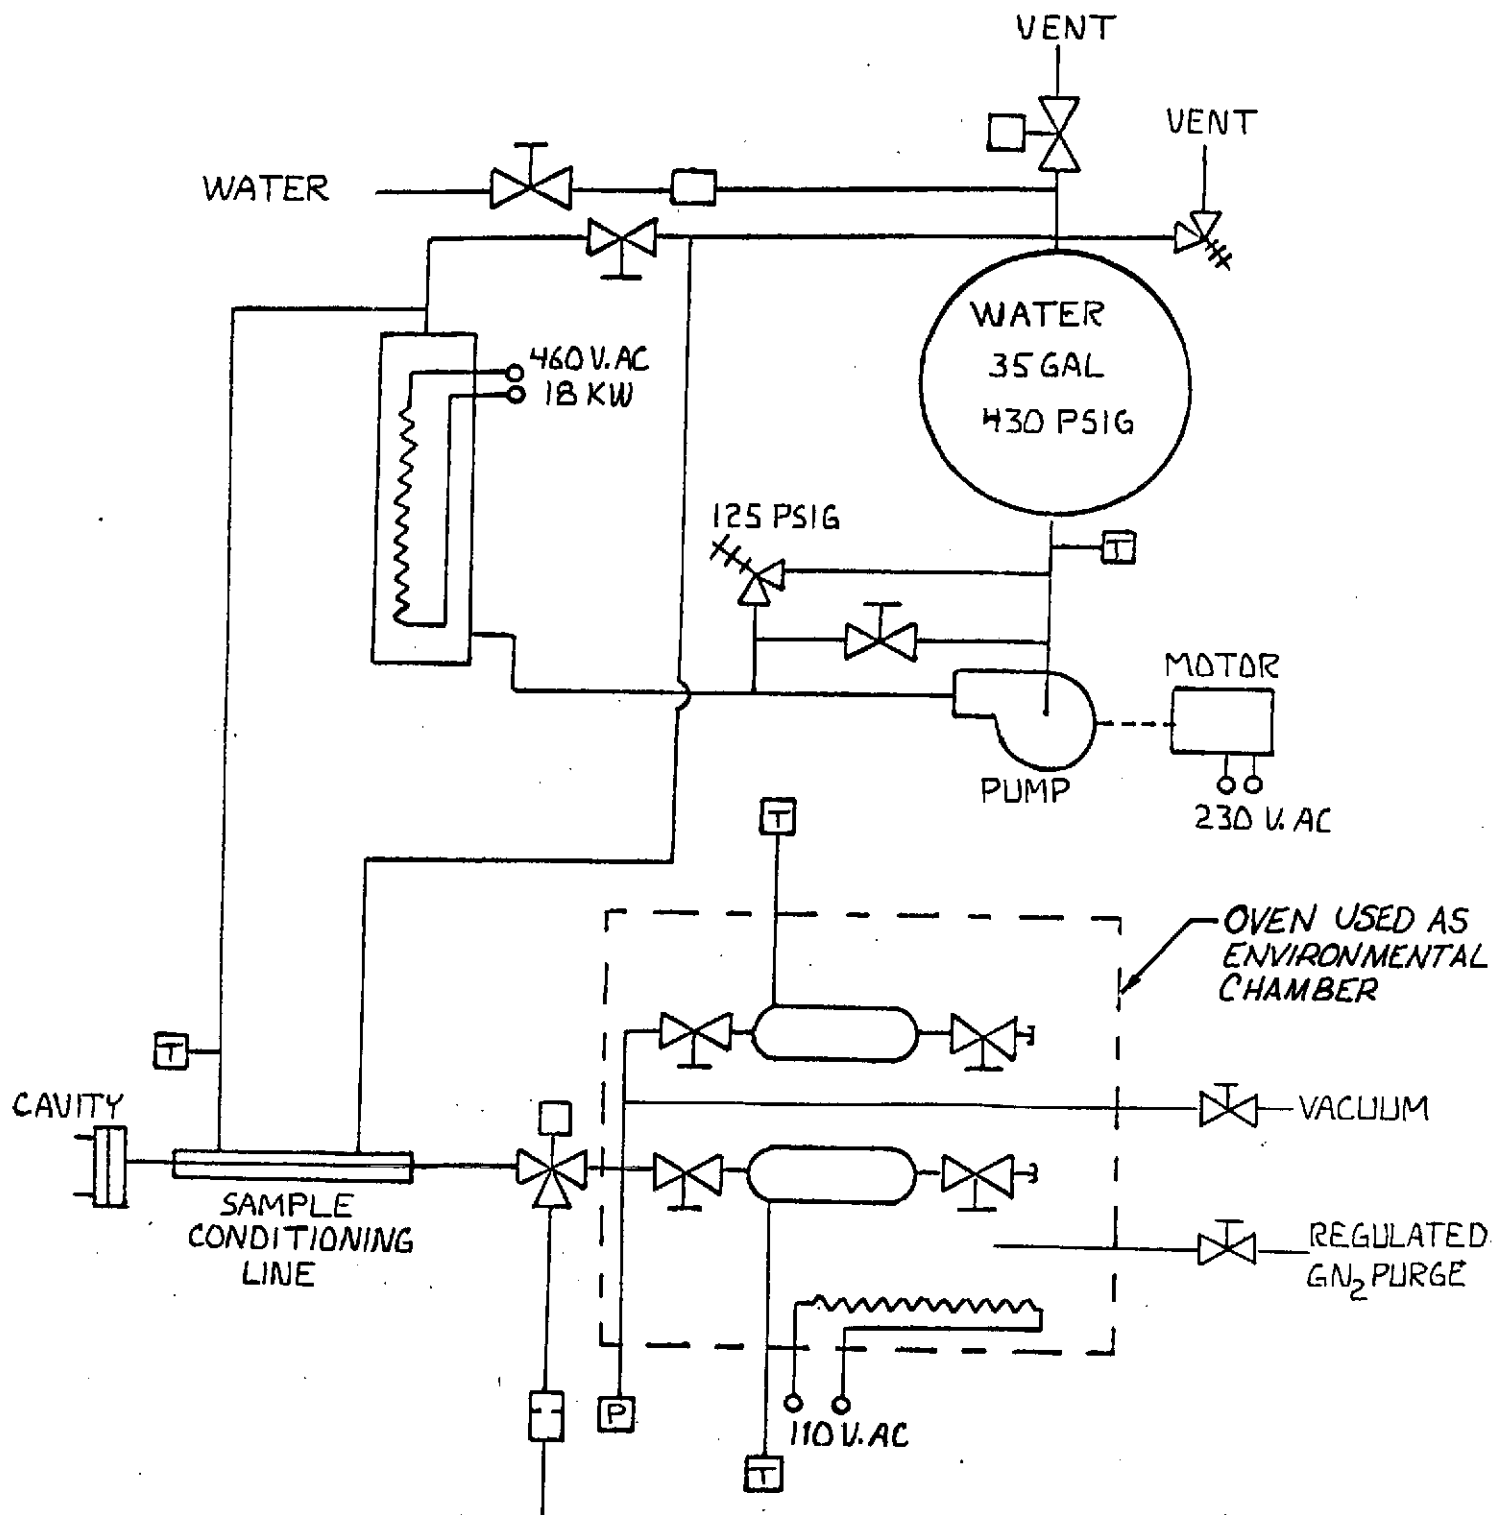 VENT
VENT
WATER
WATER
35 GAL
430 PSIG
460 V.AC
18 KW
125 PSIG
T
MOTOR
PUMP
230 V.AC
T
OVEN USED AS
ENVIRONMENTAL
CHAMBER
T
CAVITY
VACUUM
SAMPLE
CONDITIONING
LINE
REGULATED
GN2 PURGE
P
110 V.AC
T